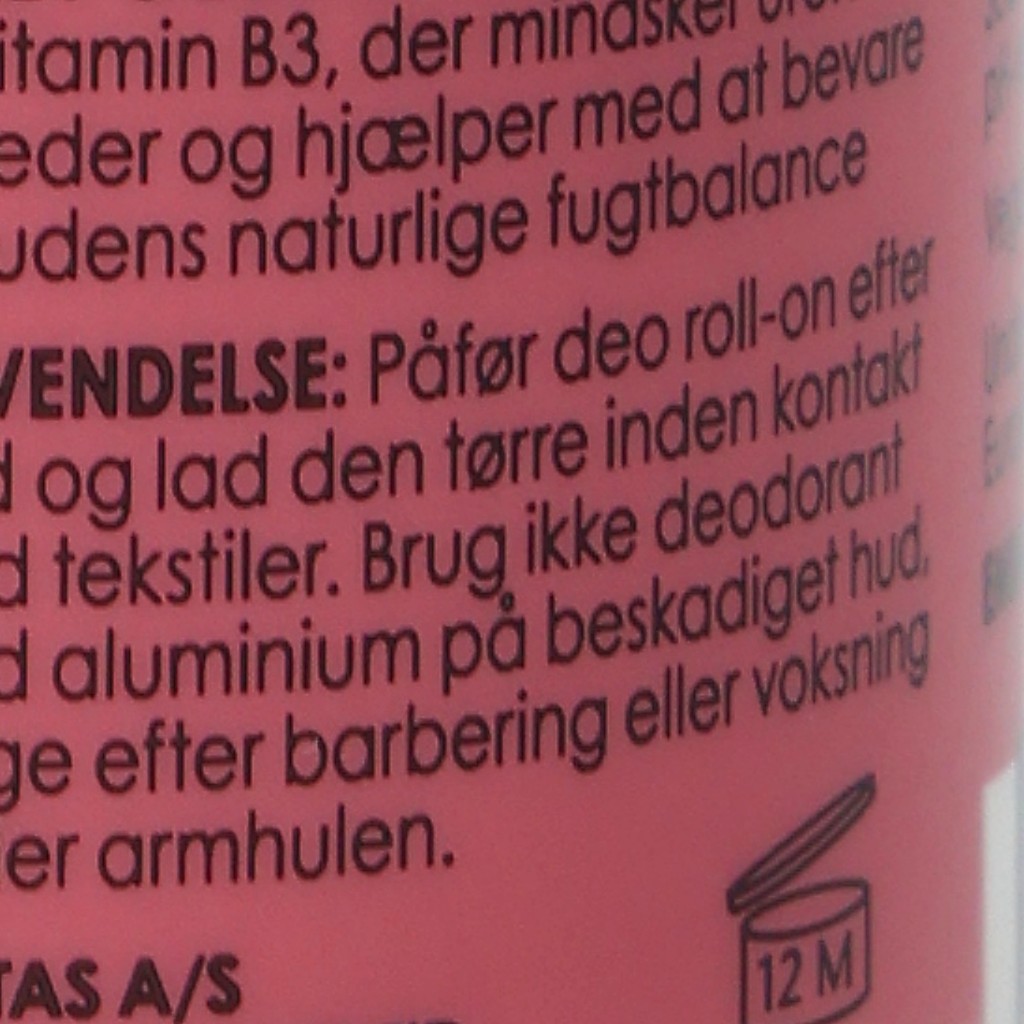 itamin B3, der mindsker
eder og hjælper med at bevare
udens naturlige fugtbalance
VENDELSE: Påfør deo roll-on efter
d og lad den tørre inden kontakt
d tekstiler. Brug ikke deodorant
d aluminium på beskadiget hud,
ge efter barbering eller voksning
er armhulen.
TAS A/S
12 M